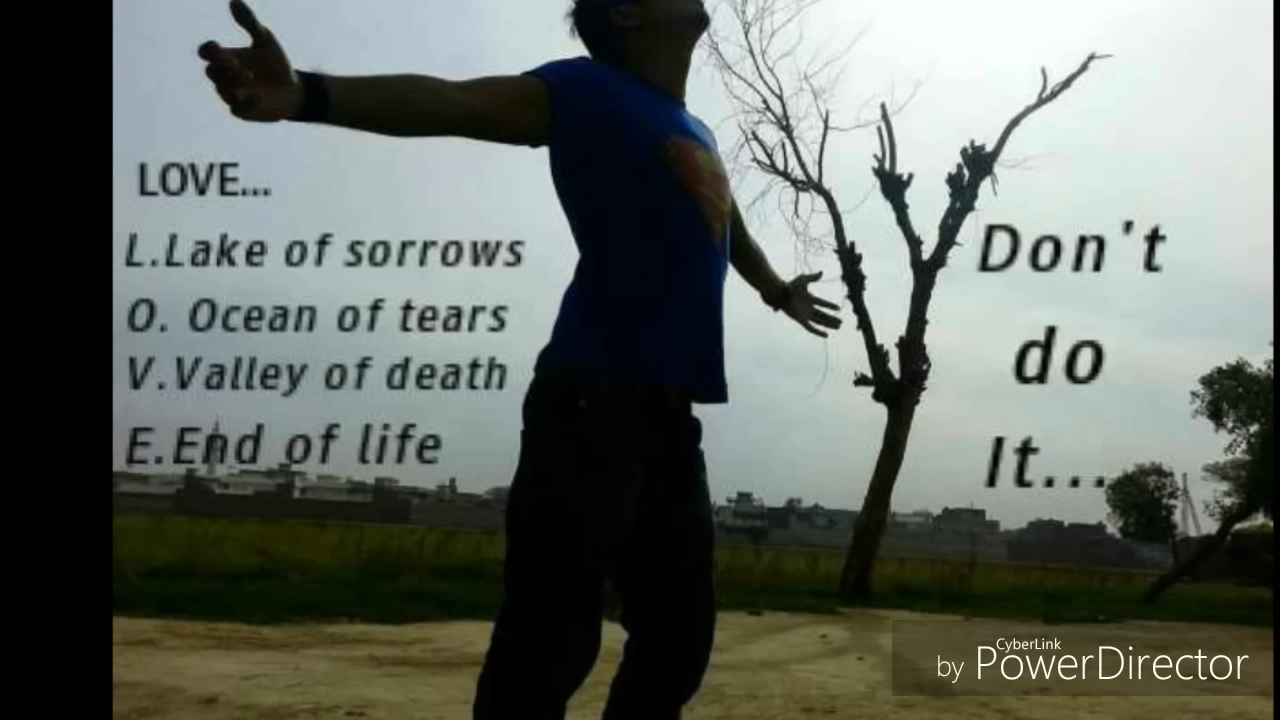 LOVE...
L.Lake of sorrows
O. Ocean of tears
V.Valley of death
E.End of life
Don't
do
It...
CyberLink
by PowerDirector